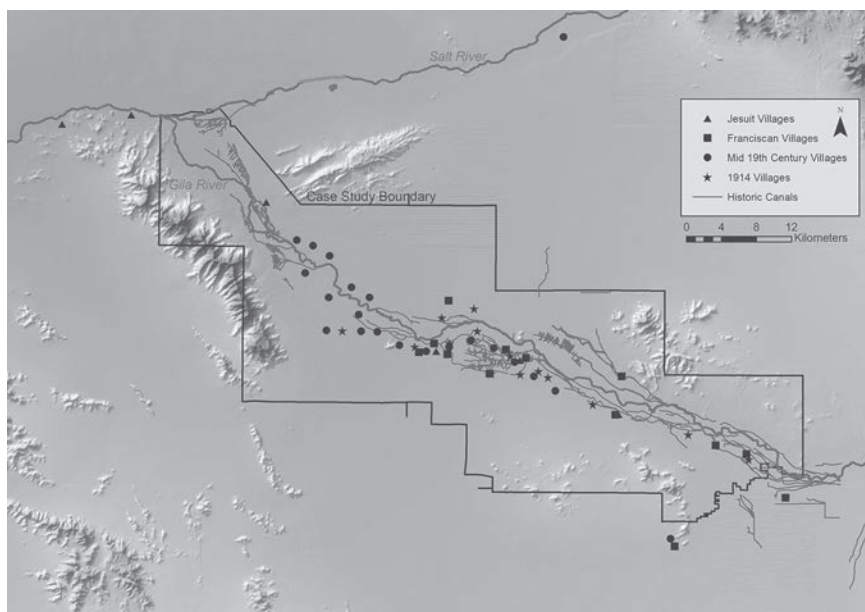 Salt River
N
Jesuit Villages
Franciscan Villages
Mid 19th Century Villages
1914 Villages
Historic Canals
0 2 4 8 12
Kilometers
Gila River
Case Study Boundary